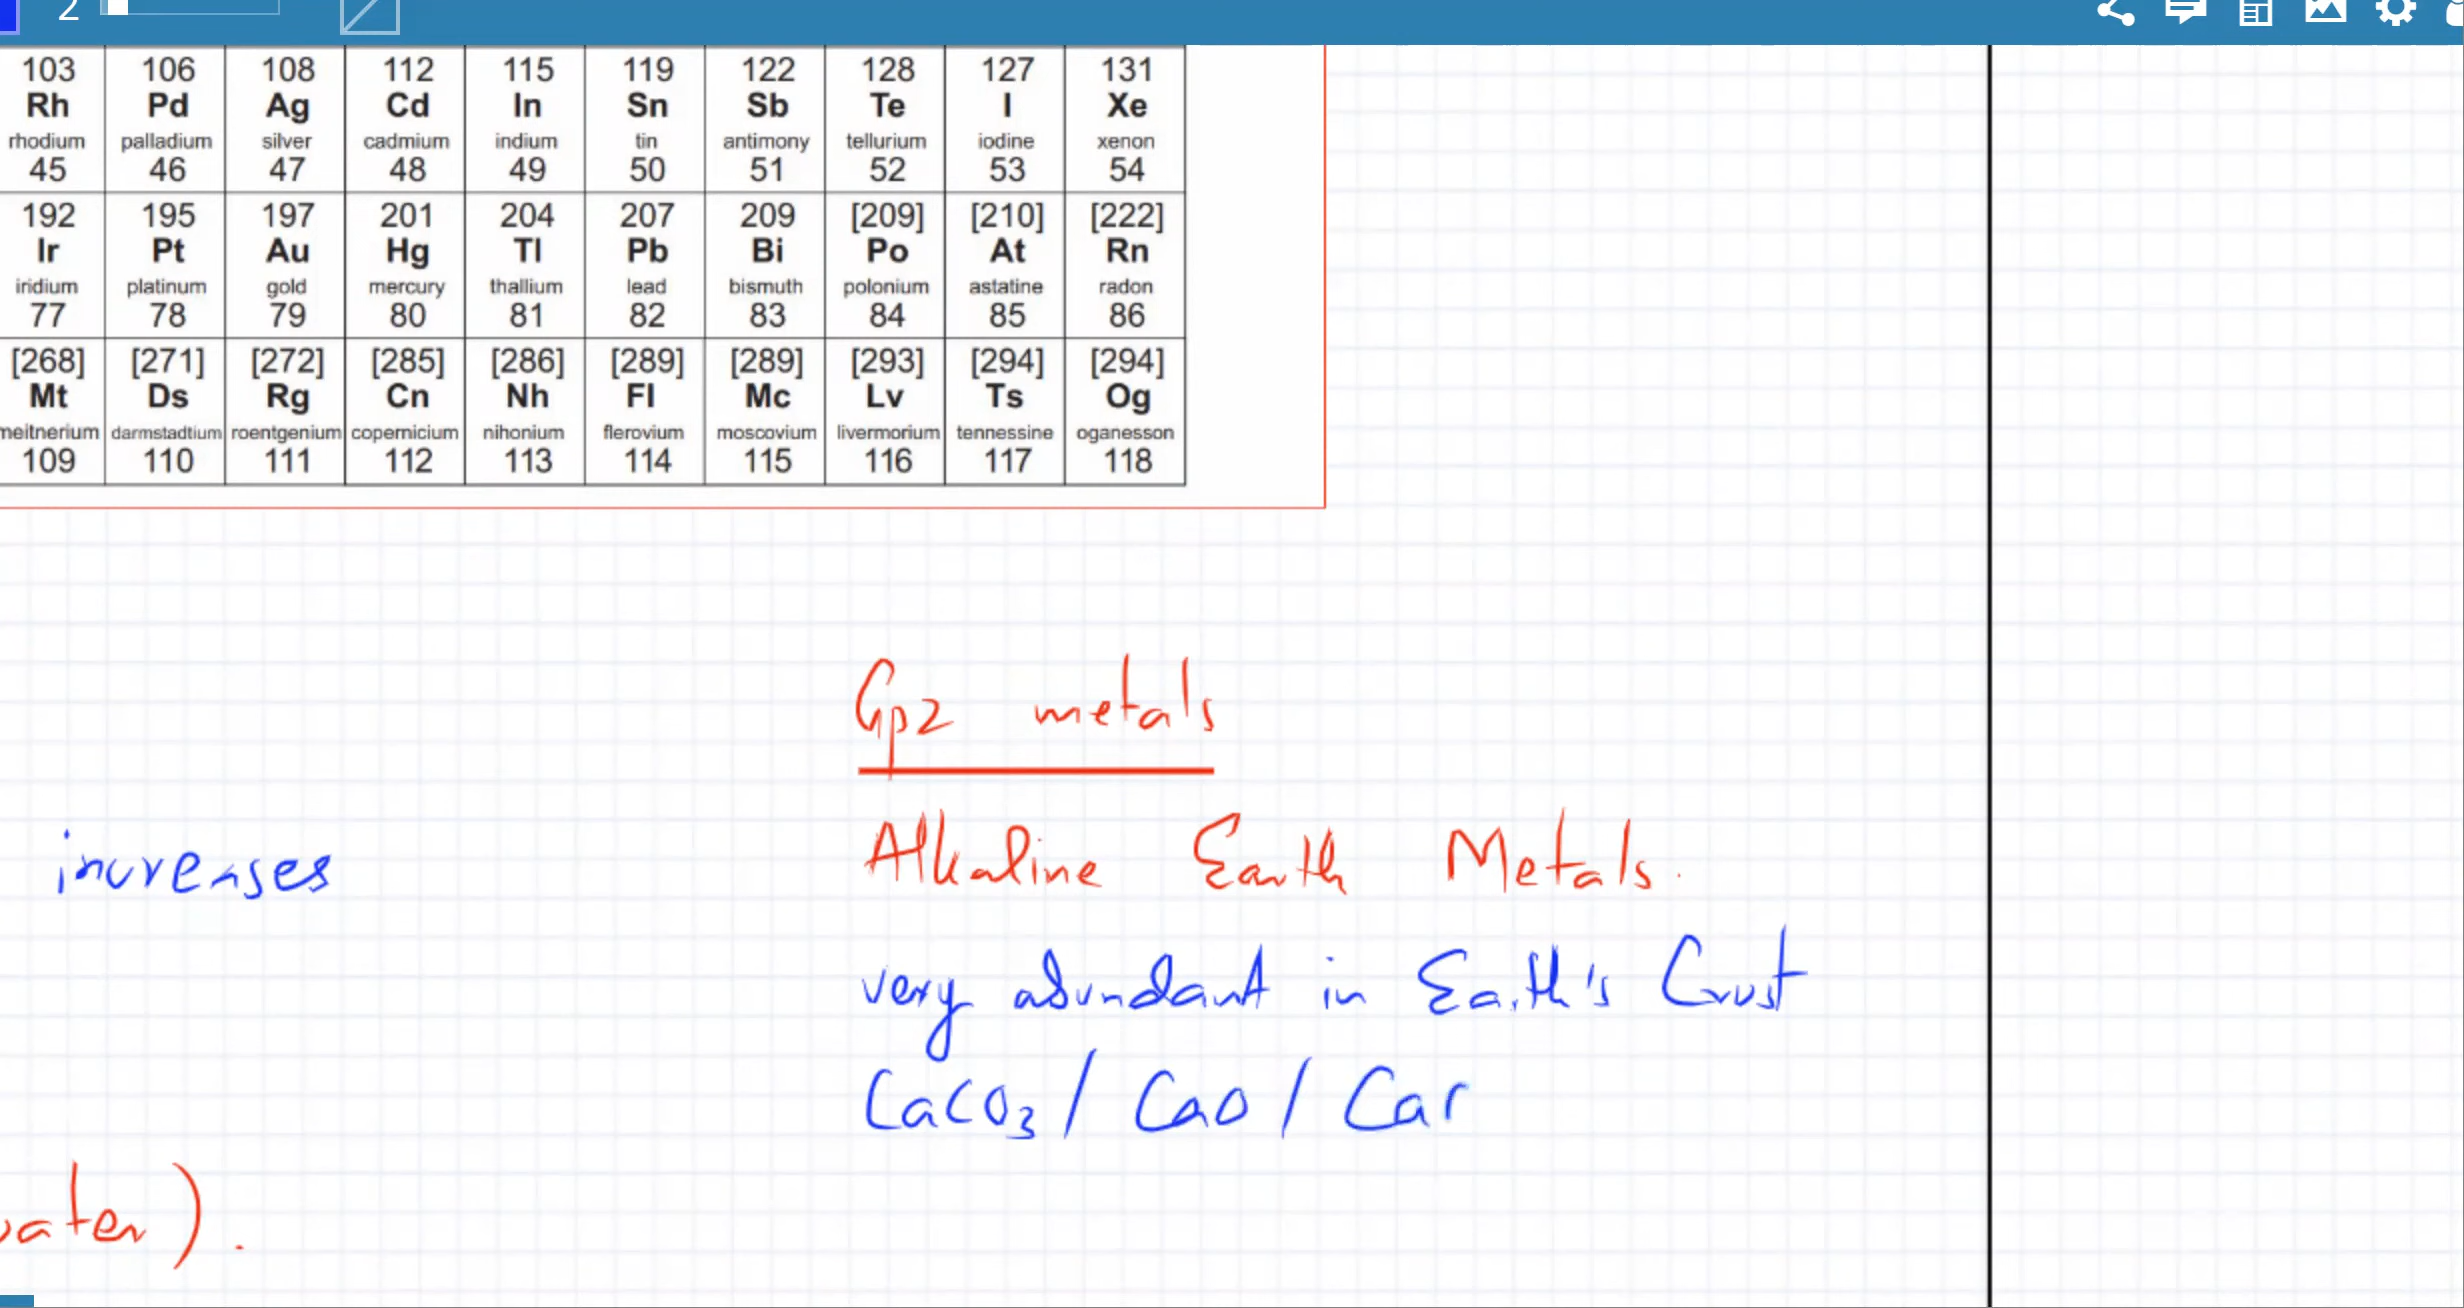 2
103 106 108 112 115 119 122 128 127 131
Rh Pd Ag Cd In Sn Sb Te I Xe
rhodium palladium silver cadmium indium tin antimony tellurium iodine xenon
45 46 47 48 49 50 51 52 53 54
192 195 197 201 204 207 209 [209] [210] [222]
Ir Pt Au Hg Tl Pb Bi Po At Rn
iridium platinum gold mercury thallium lead bismuth polonium astatine radon
77 78 79 80 81 82 83 84 85 86
[268] [271] [272] [285] [286] [289] [289] [293] [294] [294]
Mt Ds Rg Cn Nh Fl Mc Lv Ts Og
meitnerium darmstadtium roentgenium copernicium nihonium flerovium moscovium livermorium tennessine oganesson
109 110 111 112 113 114 115 116 117 118
Gp2 metals
increases
Alkaline Earth Metals.
very abundant in Earth's Crust
CaCO₃ / CaO /
ater).